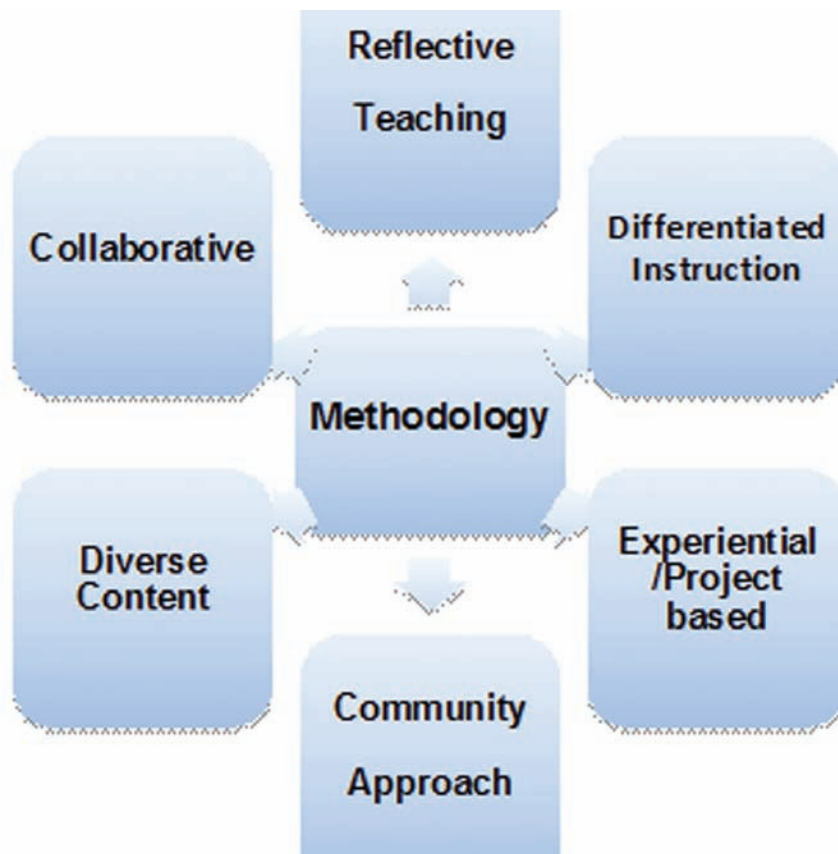 Reflective
Teaching
Collaborative
Differentiated
Instruction
Methodology
Diverse
Content
Experiential
/Project
based
Community
Approach